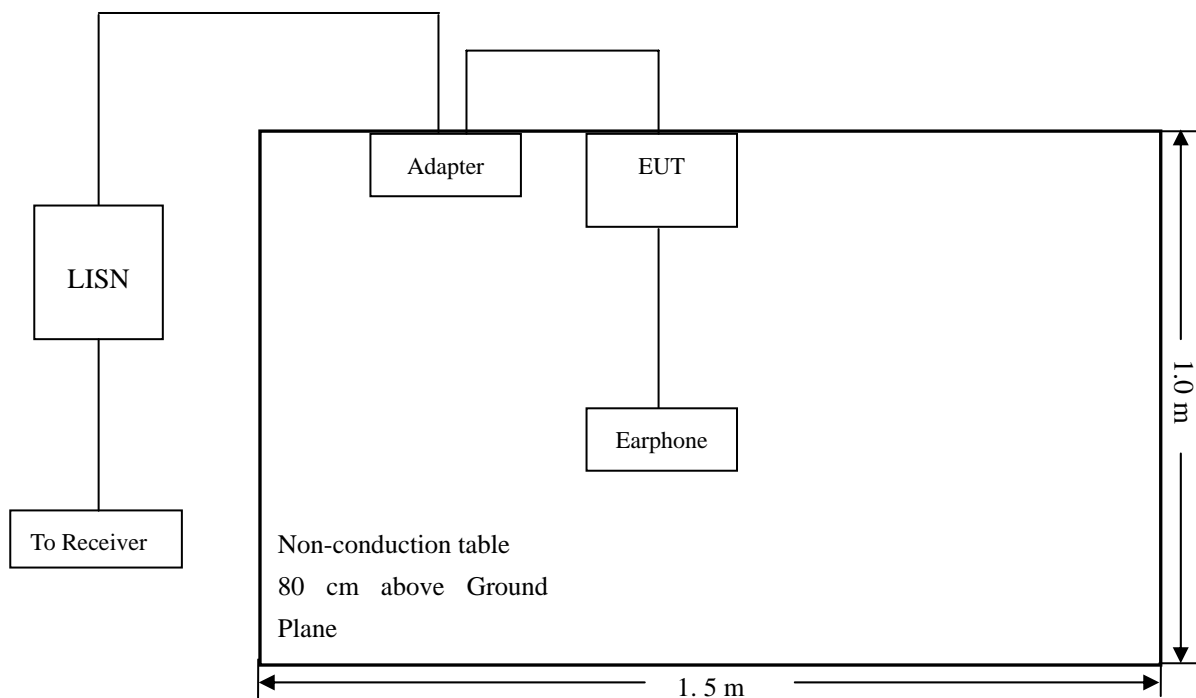 Adapter
EUT
LISN
Earphone
To Receiver
Non-conduction table
80 cm above Ground
Plane
1.0 m
1. 5 m